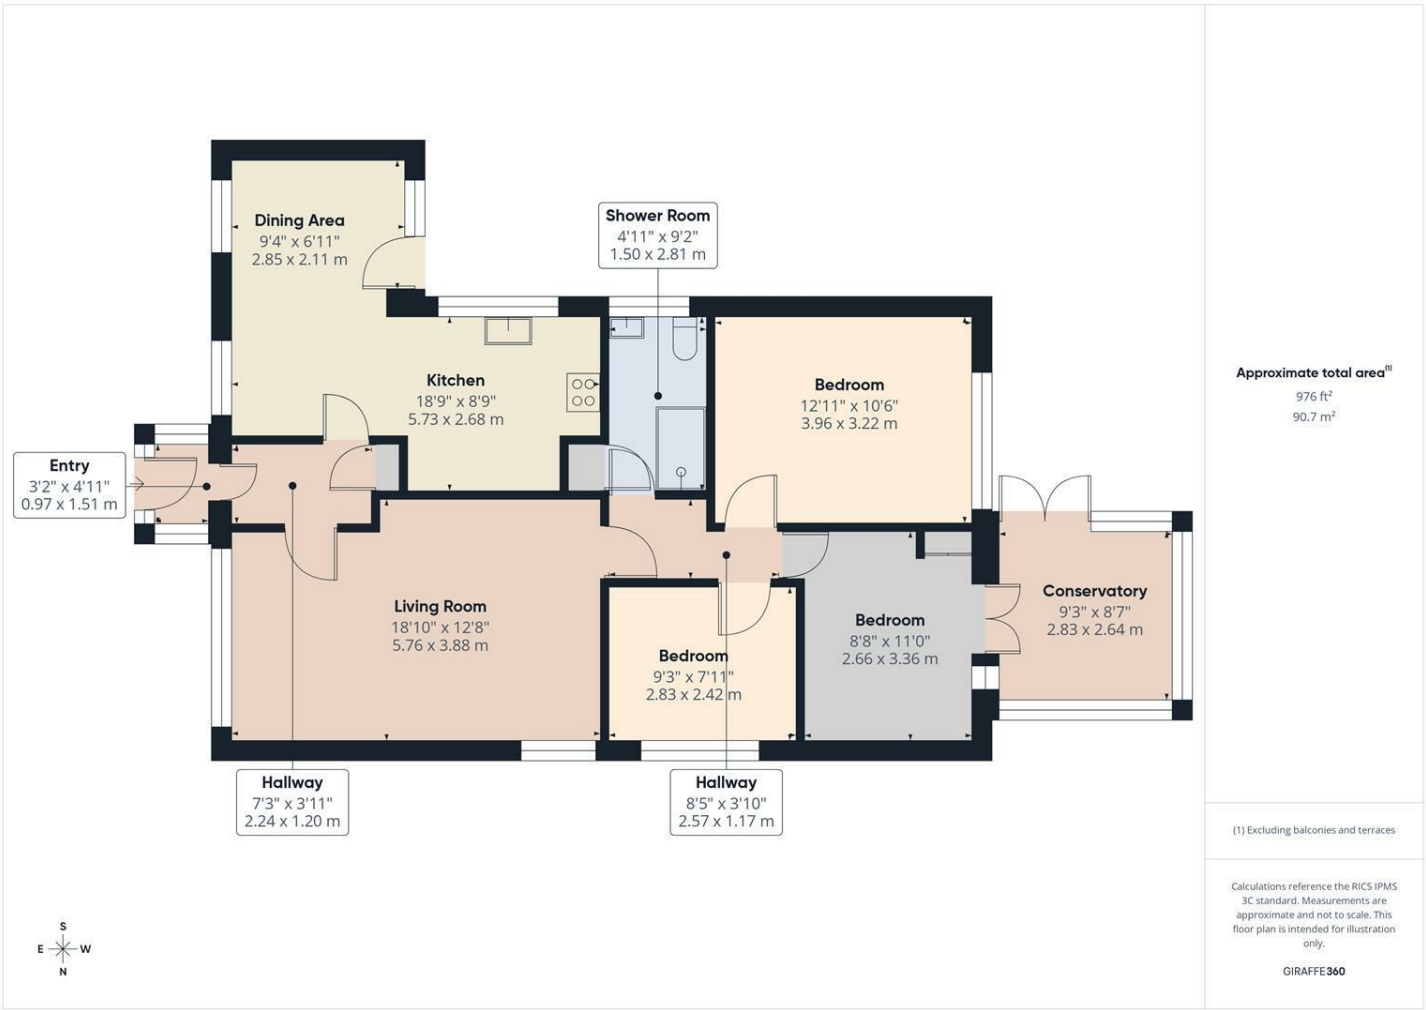 Dining Area
9'4" x 6'11"
2.85 x 2.11 m
Shower Room
4'11" x 9'2"
1.50 x 2.81 m
Kitchen
18'9" x 8'9"
5.73 x 2.68 m
Bedroom
12'11" x 10'6"
3.96 x 3.22 m
Entry
3'2" x 4'11"
0.97 x 1.51 m
Living Room
18'10" x 12'8"
5.76 x 3.88 m
Bedroom
9'3" x 7'11"
2.83 x 2.42 m
Bedroom
8'8" x 11'0"
2.66 x 3.36 m
Conservatory
9'3" x 8'7"
2.83 x 2.64 m
Hallway
7'3" x 3'11"
2.24 x 1.20 m
Hallway
8'5" x 3'10"
2.57 x 1.17 m
S
E W
N
Approximate total area(1)
976 ft²
90.7 m²
(1) Excluding balconies and terraces
Calculations reference the RICS IPMS
3C standard. Measurements are
approximate and not to scale. This
floor plan is intended for illustration
only.
GIRAFFE360